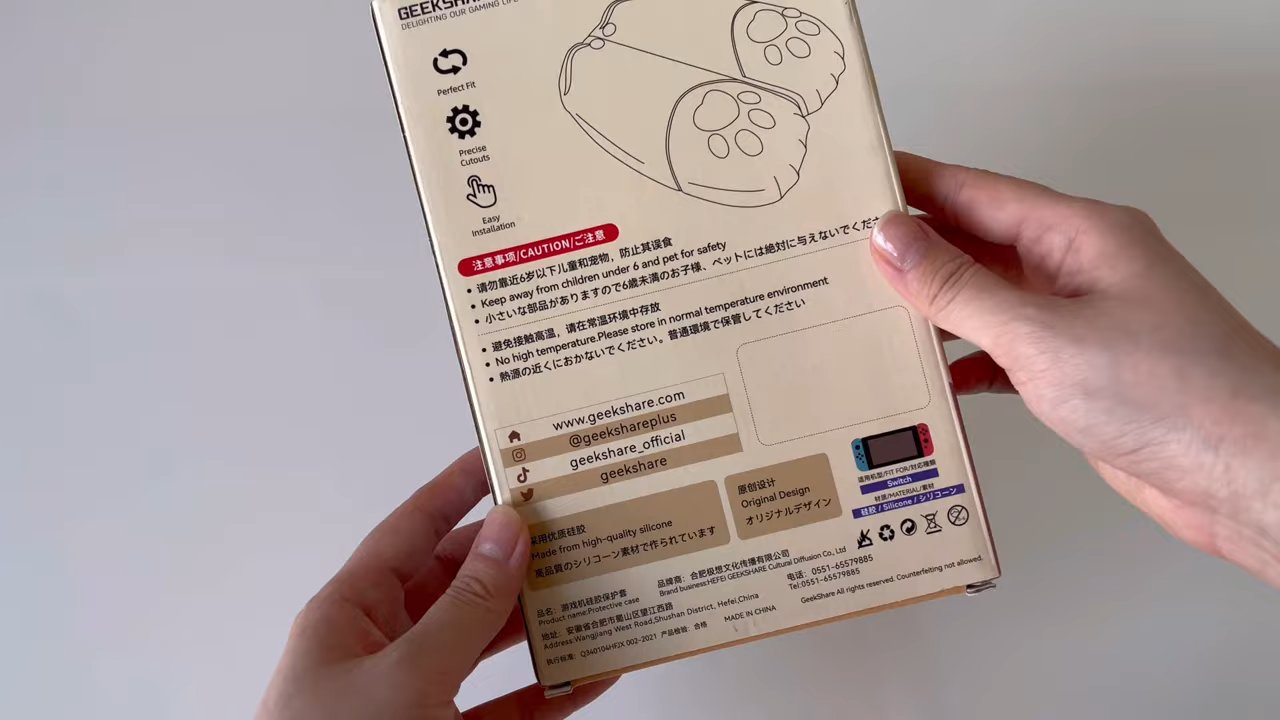 GEEKSHARE
DELIGHTING OUR GAMING LIFE
Perfect Fit
Precise
Cutouts
Easy
Installation
注意事项/CAUTION/ご注意
• 请勿靠近6岁以下儿童和宠物，防止其误食
• Keep away from children under 6 and pet for safety
• 小さいな部品がありますので6歳未満のお子様、ペットには絶対に与えないでくださ
• 避免接触高温，请在常温环境中存放
• No high temperature.Please store in normal temperature environment
• 熱源の近くにおかないでください。普通環境で保管してください
www.geekshare.com
@geekshareplus
geekshare_official
geekshare
采用优质硅胶
Made from high-quality silicone
高品質のシリコーン素材で作られています
原创设计
Original Design
オリジナルデザイン
适用机型/FIT FOR/対応機種
Switch
材质/MATERIAL/素材
硅胶 / Silicone / シリコーン
品名：游戏机硅胶保护套
Product name:Protective case
品牌商：合肥极想文化传播有限公司
Brand business:HEFEI GEEKSHARE Cultural Diffusion Co., Ltd
电话：0551-65579885
Tel:0551-65579885
地址：安徽省合肥市蜀山区望江西路
Address:Wangjiang West Road,Shushan District, Hefei,China
GeekShare All rights reserved. Counterfeiting not allowed.
执行标准：Q340104HFJX 002-2021 产品检验：合格
MADE IN CHINA